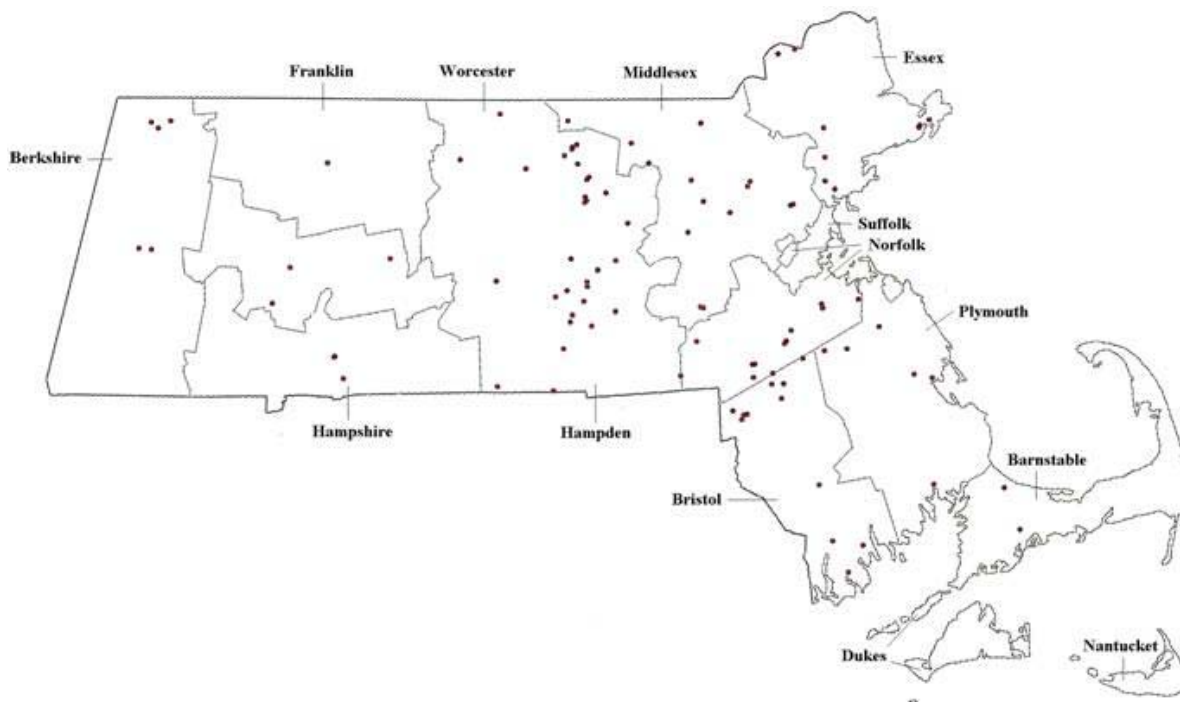 Essex
Franklin
Worcester
Middlesex
Berkshire
Suffolk
Norfolk
Plymouth
Hampshire
Hampden
Barnstable
Bristol
Dukes
Nantucket